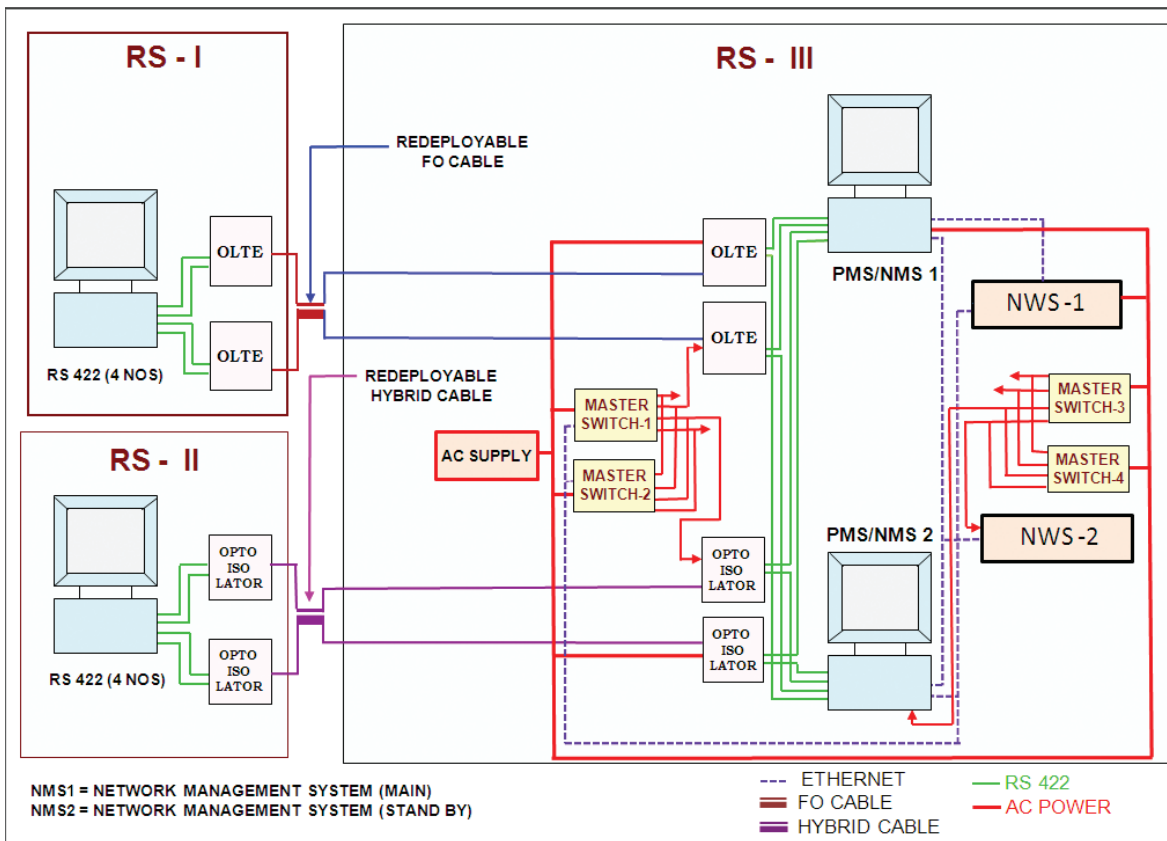 RS - I
OLTE
OLTE
RS 422 (4 NOS)
RS - II
OPTO
ISO
LATOR
OPTO
ISO
LATOR
RS 422 (4 NOS)
REDEPLOYABLE
FO CABLE
REDEPLOYABLE
HYBRID CABLE
RS - III
OLTE
OLTE
PMS/NMS 1
NWS-1
MASTER
SWITCH-1
AC SUPPLY
MASTER
SWITCH-2
MASTER
SWITCH-3
MASTER
SWITCH-4
NWS-2
PMS/NMS 2
OPTO
ISO
LATOR
OPTO
ISO
LATOR
NMS1 = NETWORK MANAGEMENT SYSTEM (MAIN)
NMS2 = NETWORK MANAGEMENT SYSTEM (STAND BY)
ETHERNET
FO CABLE
HYBRID CABLE
RS 422
AC POWER